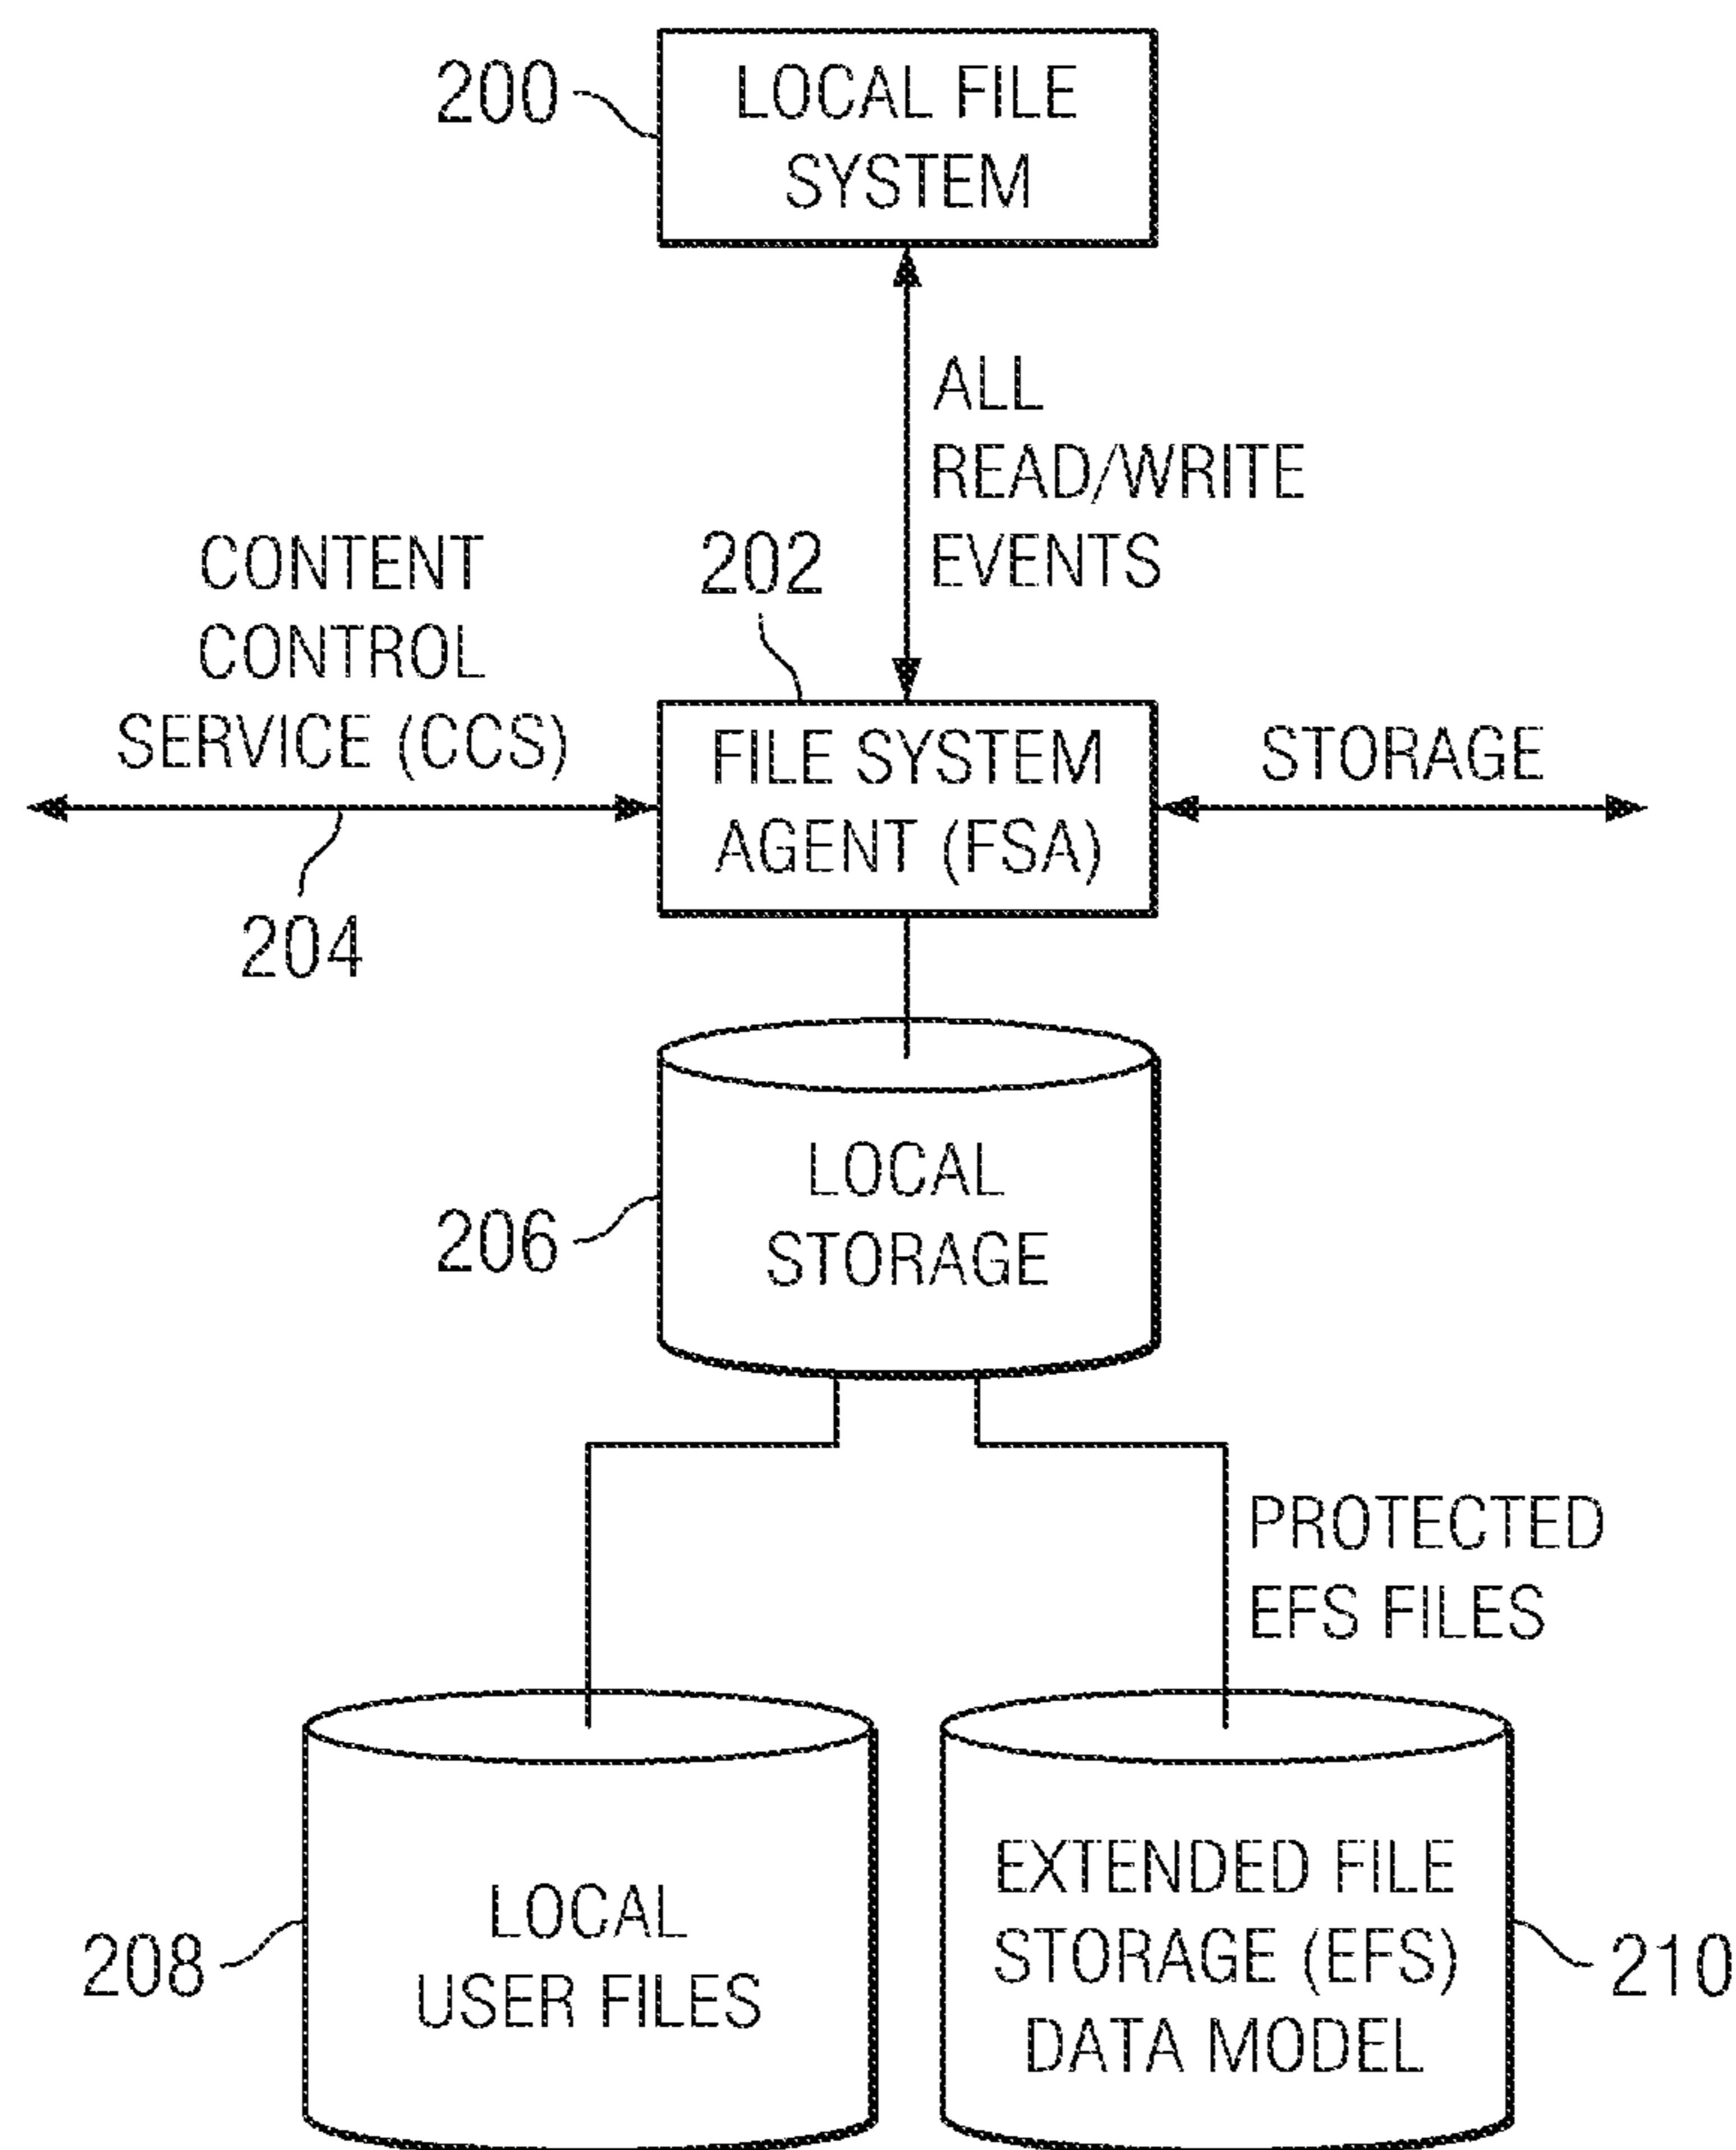 200
LOCAL FILE
SYSTEM
ALL
READ/WRITE
EVENTS
CONTENT
CONTROL
SERVICE (CCS)
202
FILE SYSTEM
AGENT (FSA)
STORAGE
204
LOCAL
STORAGE
206
PROTECTED
EFS FILES
LOCAL
USER FILES
208
EXTENDED FILE
STORAGE (EFS)
DATA MODEL
210